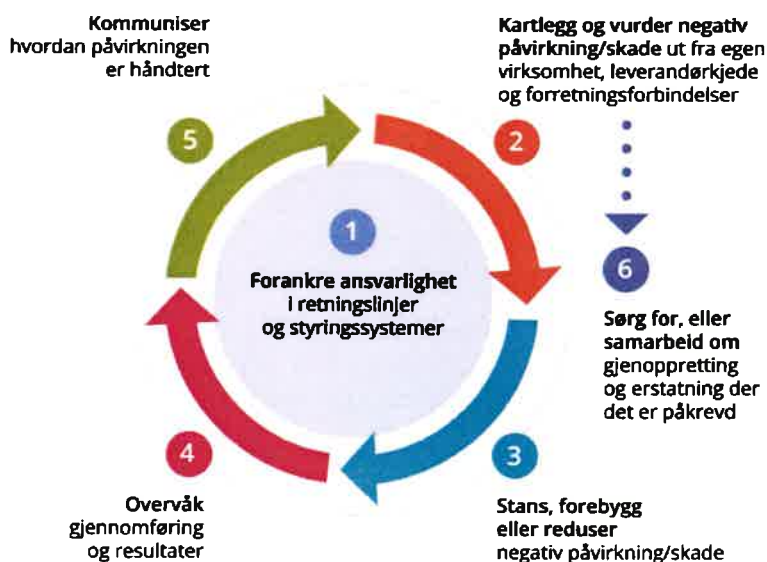 Kommuniser
hvordan påvirkningen
er håndtert
5
Kartlegg og vurder negativ
påvirkning/skade ut fra egen
virksomhet, leverandørkjede
og forretningsforbindelser
2
1
Forankre ansvarlighet
i retningslinjer
og styringssystemer
6
Sørg for, eller
samarbeid om
gjenoppretting
og erstatning der
det er påkrevd
4
Overvåk
gjennomføring
og resultater
3
Stans, forebygg
eller reduser
negativ påvirkning/skade